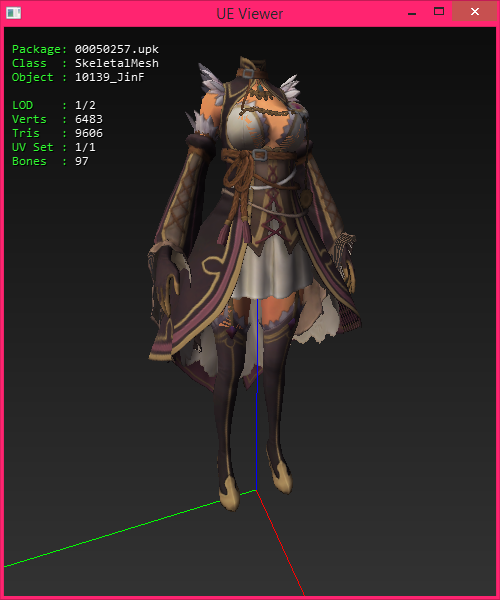 UE Viewer
Package: 00050257.upk
Class : SkeletalMesh
Object : 10139_JinF
LOD : 1/2
Verts : 6483
Tris : 9606
UV Set : 1/1
Bones : 97